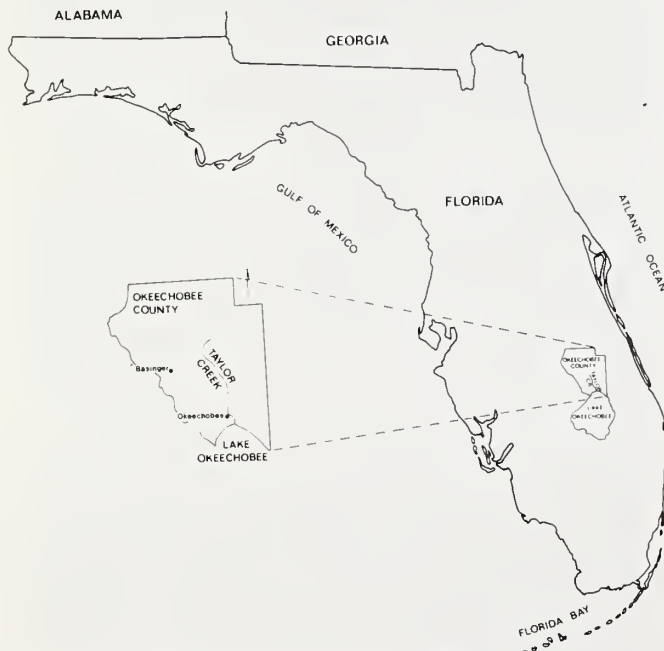 ALABAMA
GEORGIA
GULF OF MEXICO
FLORIDA
ATLANTIC OCEAN
OKEECHOBEE
COUNTY
TAYLOR
CREEK
Basinger
Okeechobee
LAKE
OKEECHOBEE
OKEECHOBEE
COUNTY
TAYLOR
LAKE
OKEECHOBEE
FLORIDA BAY